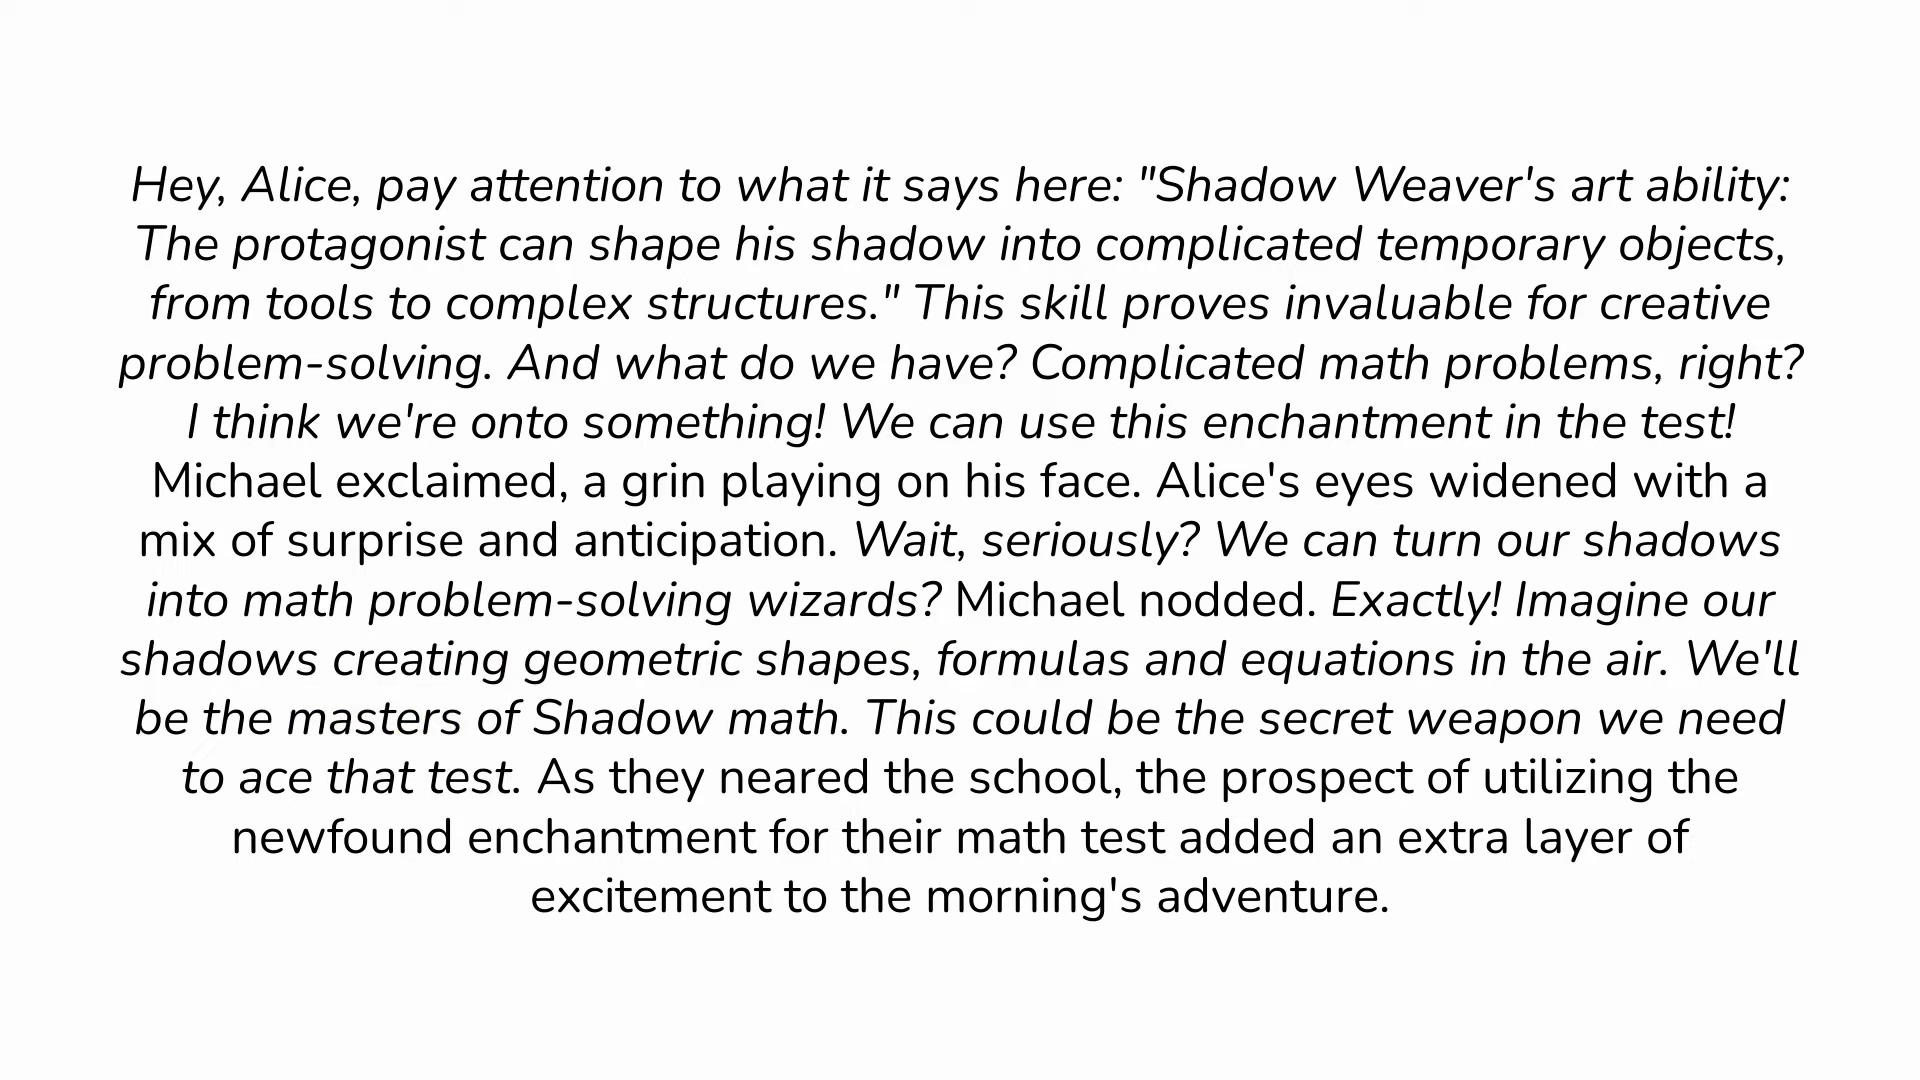 Hey, Alice, pay attention to what it says here: "Shadow Weaver's art ability:
The protagonist can shape his shadow into complicated temporary objects,
from tools to complex structures." This skill proves invaluable for creative
problem-solving. And what do we have? Complicated math problems, right?
I think we're onto something! We can use this enchantment in the test!
Michael exclaimed, a grin playing on his face. Alice's eyes widened with a
mix of surprise and anticipation. Wait, seriously? We can turn our shadows
into math problem-solving wizards? Michael nodded. Exactly! Imagine our
shadows creating geometric shapes, formulas and equations in the air. We'll
be the masters of Shadow math. This could be the secret weapon we need
to ace that test. As they neared the school, the prospect of utilizing the
newfound enchantment for their math test added an extra layer of
excitement to the morning's adventure.